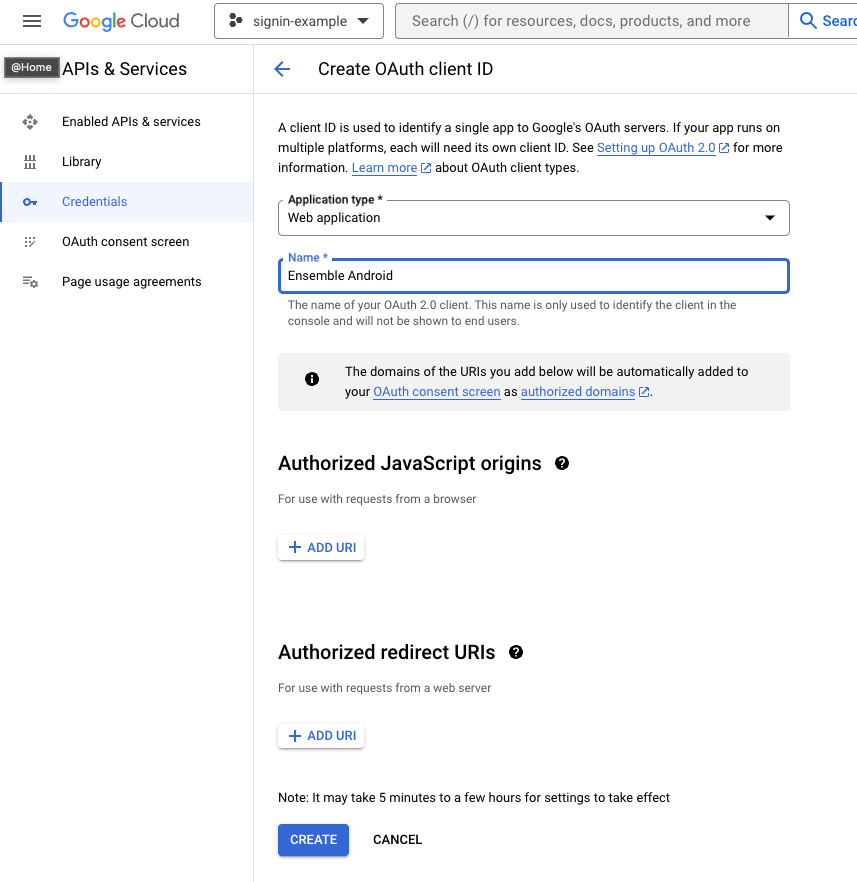 Google Cloud
signin-example
Search (/) for resources, docs, products, and more
@Home
APIs & Services
Create OAuth client ID
Enabled APIs & services
Library
Credentials
OAuth consent screen
Page usage agreements
A client ID is used to identify a single app to Google's OAuth servers. If your app runs on
multiple platforms, each will need its own client ID. See Setting up OAuth 2.0 for more
information. Learn more about OAuth client types.
Application type *
Web application
Name *
Ensemble Android
The name of your OAuth 2.0 client. This name is only used to identify the client in the
console and will not be shown to end users.
The domains of the URIs you add below will be automatically added to
your OAuth consent screen as authorized domains.
Authorized JavaScript origins
For use with requests from a browser
ADD URI
Authorized redirect URIs
For use with requests from a web server
ADD URI
Note: It may take 5 minutes to a few hours for settings to take effect
CREATE
CANCEL